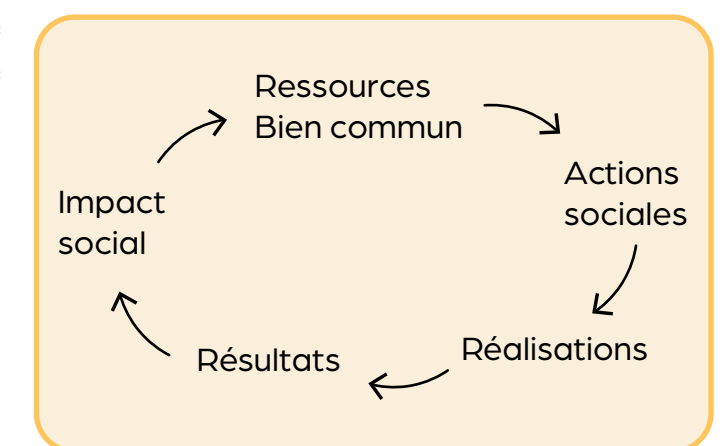 Ressources
Bien commun
Actions
sociales
Réalisations
Résultats
Impact
social